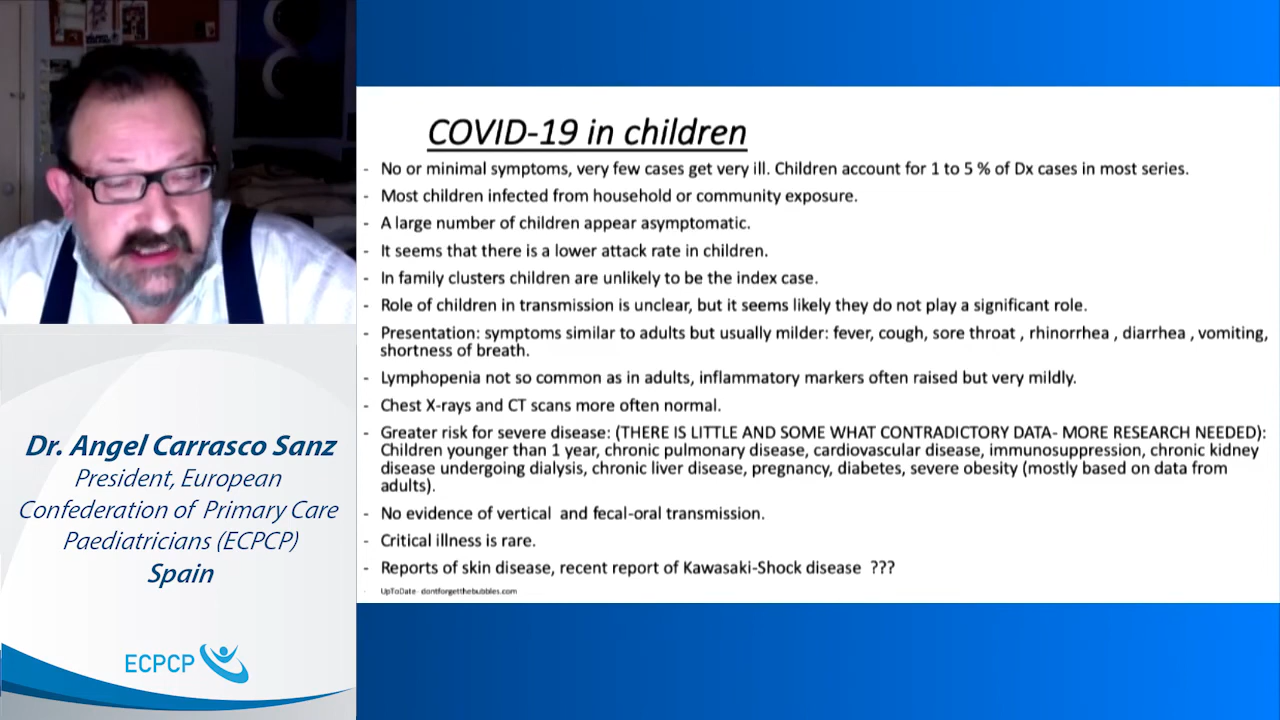 COVID-19 in children
- No or minimal symptoms, very few cases get very ill. Children account for 1 to 5 % of Dx cases in most series.
- Most children infected from household or community exposure.
- A large number of children appear asymptomatic.
- It seems that there is a lower attack rate in children.
- In family clusters children are unlikely to be the index case.
- Role of children in transmission is unclear, but it seems likely they do not play a significant role.
- Presentation: symptoms similar to adults but usually milder: fever, cough, sore throat , rhinorrhea , diarrhea , vomiting,
shortness of breath.
- Lymphopenia not so common as in adults, inflammatory markers often raised but very mildly.
- Chest X-rays and CT scans more often normal.
- Greater risk for severe disease: (THERE IS LITTLE AND SOME WHAT CONTRADICTORY DATA- MORE RESEARCH NEEDED):
Children younger than 1 year, chronic pulmonary disease, cardiovascular disease, immunosuppression, chronic kidney
disease undergoing dialysis, chronic liver disease, pregnancy, diabetes, severe obesity (mostly based on data from
adults).
- No evidence of vertical and fecal-oral transmission.
- Critical illness is rare.
- Reports of skin disease, recent report of Kawasaki-Shock disease ???
- UpToDate- dontforgetthebubbles.com
Dr. Angel Carrasco Sanz
President, European
Confederation of Primary Care
Paediatricians (ECPCP)
Spain
ECPCP